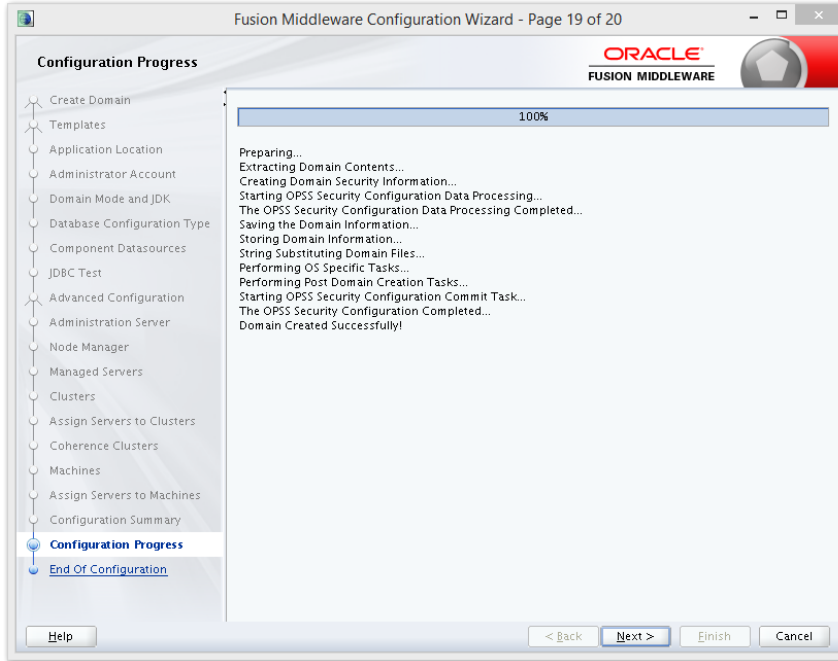 Fusion Middleware Configuration Wizard - Page 19 of 20
Configuration Progress
ORACLE
FUSION MIDDLEWARE
Create Domain
Templates
Application Location
Administrator Account
Domain Mode and JDK
Database Configuration Type
Component Datasources
JDBC Test
Advanced Configuration
Administration Server
Node Manager
Managed Servers
Clusters
Assign Servers to Clusters
Coherence Clusters
Machines
Assign Servers to Machines
Configuration Summary
Configuration Progress
End Of Configuration
100%
Preparing...
Extracting Domain Contents...
Creating Domain Security Information...
Starting OPSS Security Configuration Data Processing...
The OPSS Security Configuration Data Processing Completed...
Saving the Domain Information...
Storing Domain Information...
String Substituting Domain Files...
Performing OS Specific Tasks...
Performing Post Domain Creation Tasks...
Starting OPSS Security Configuration Commit Task...
The OPSS Security Configuration Completed...
Domain Created Successfully!
Help
< Back
Next >
Finish
Cancel